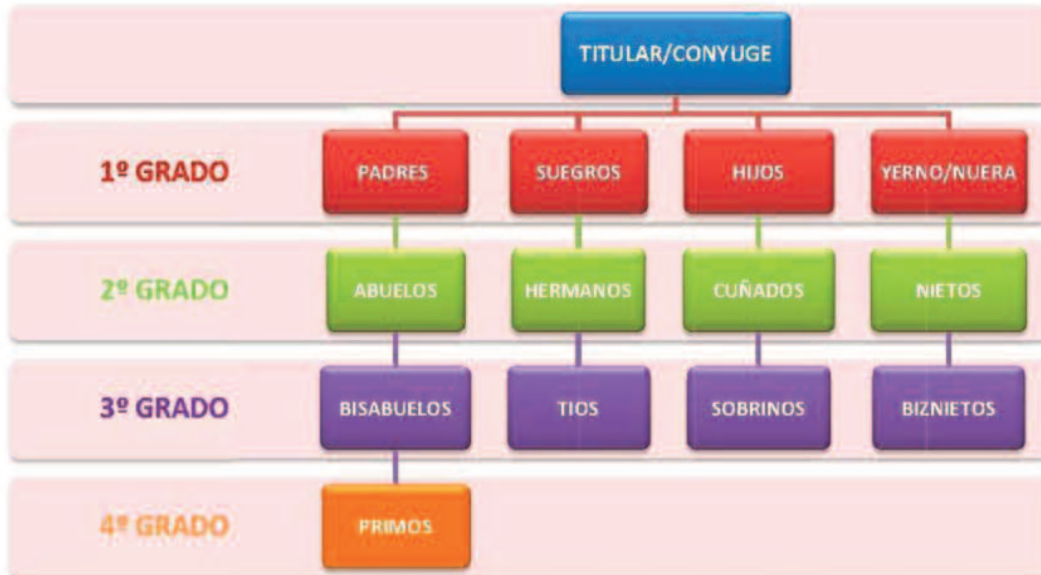 TITULAR/CONYUGE
1º GRADO
PADRES
SUEGROS
HIJOS
YERNO/NUERA
2º GRADO
ABUELOS
HERMANOS
CUÑADOS
NIETOS
3º GRADO
BISABUELOS
TIOS
SOBRINOS
BIZNIETOS
4º GRADO
PRIMOS